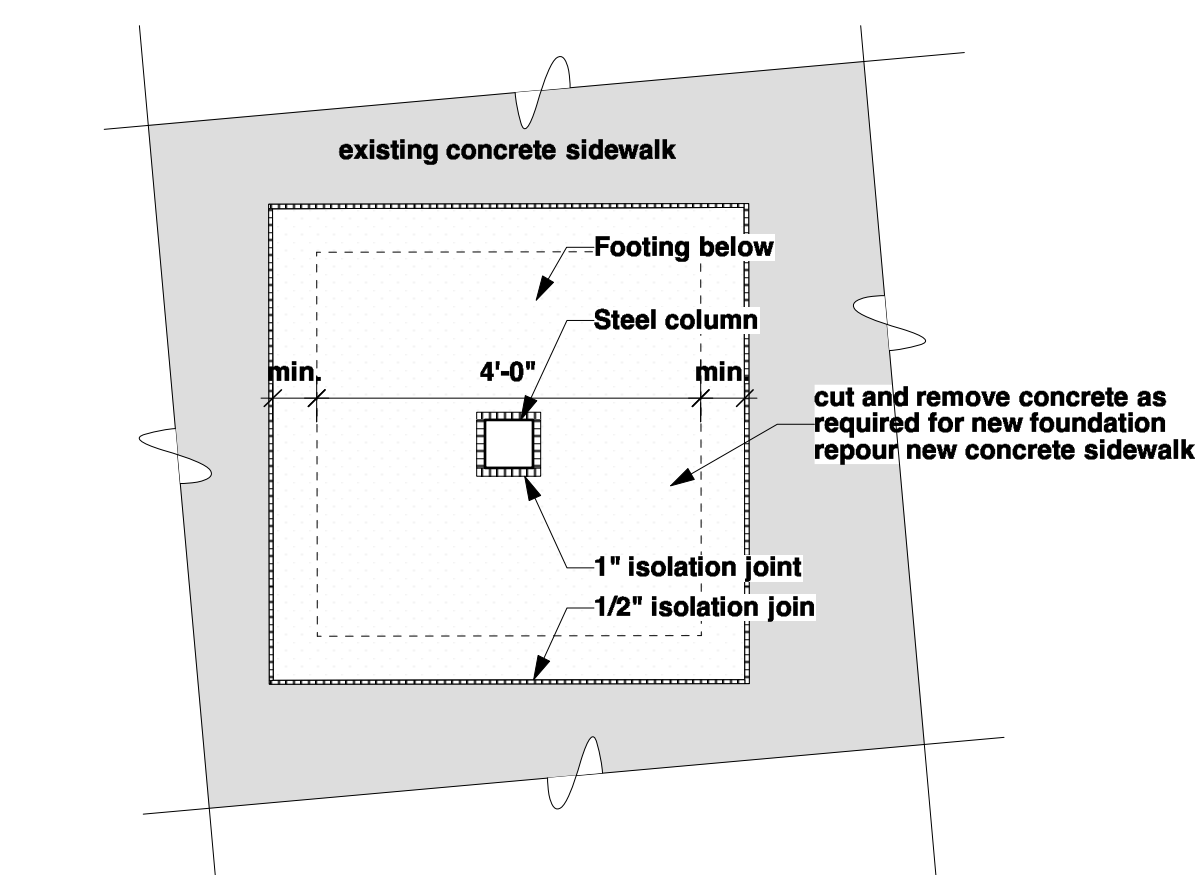 existing concrete sidewalk
Footing below
Steel column
min. 4'-0" min.
cut and remove concrete as
required for new foundation
repour new concrete sidewalk
1" isolation joint
1/2" isolation join